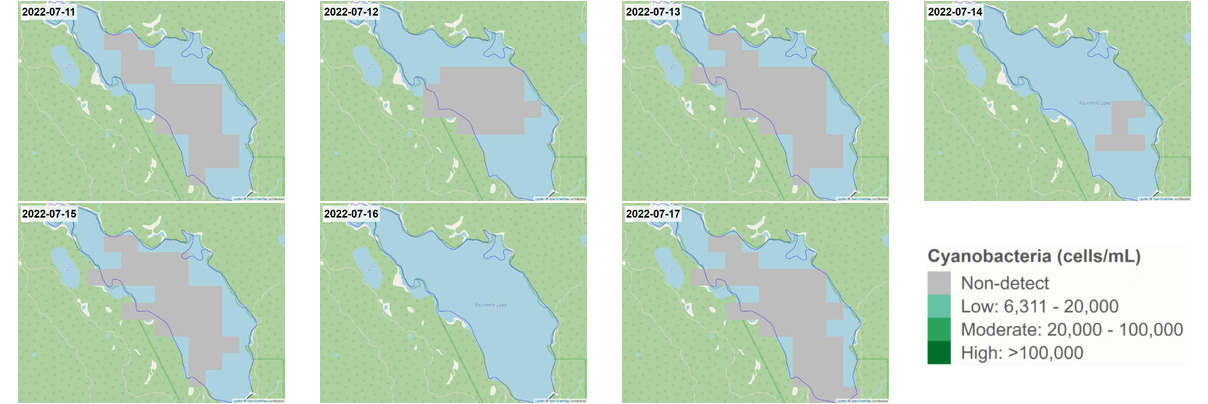 2022-07-11
2022-07-12
2022-07-13
2022-07-14
2022-07-15
2022-07-16
2022-07-17
Cyanobacteria (cells/mL)
Non-detect
Low: 6,311 - 20,000
Moderate: 20,000 - 100,000
High: >100,000